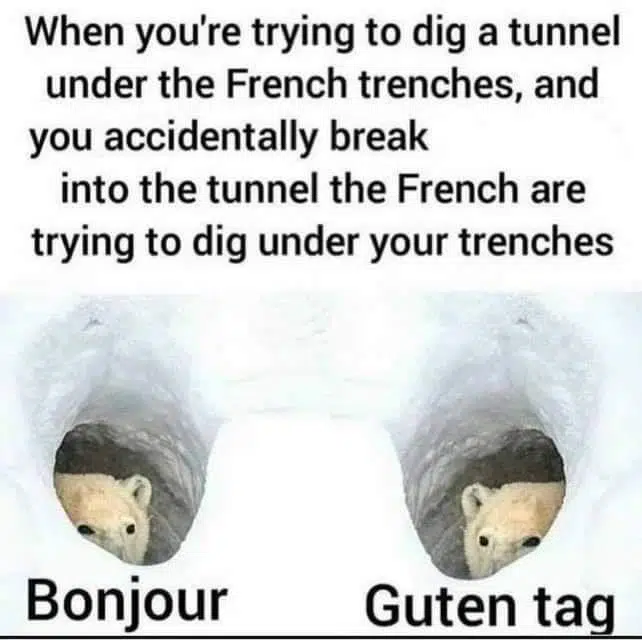 When you're trying to dig a tunnel
under the French trenches, and
you accidentally break
into the tunnel the French are
trying to dig under your trenches
Bonjour
Guten tag